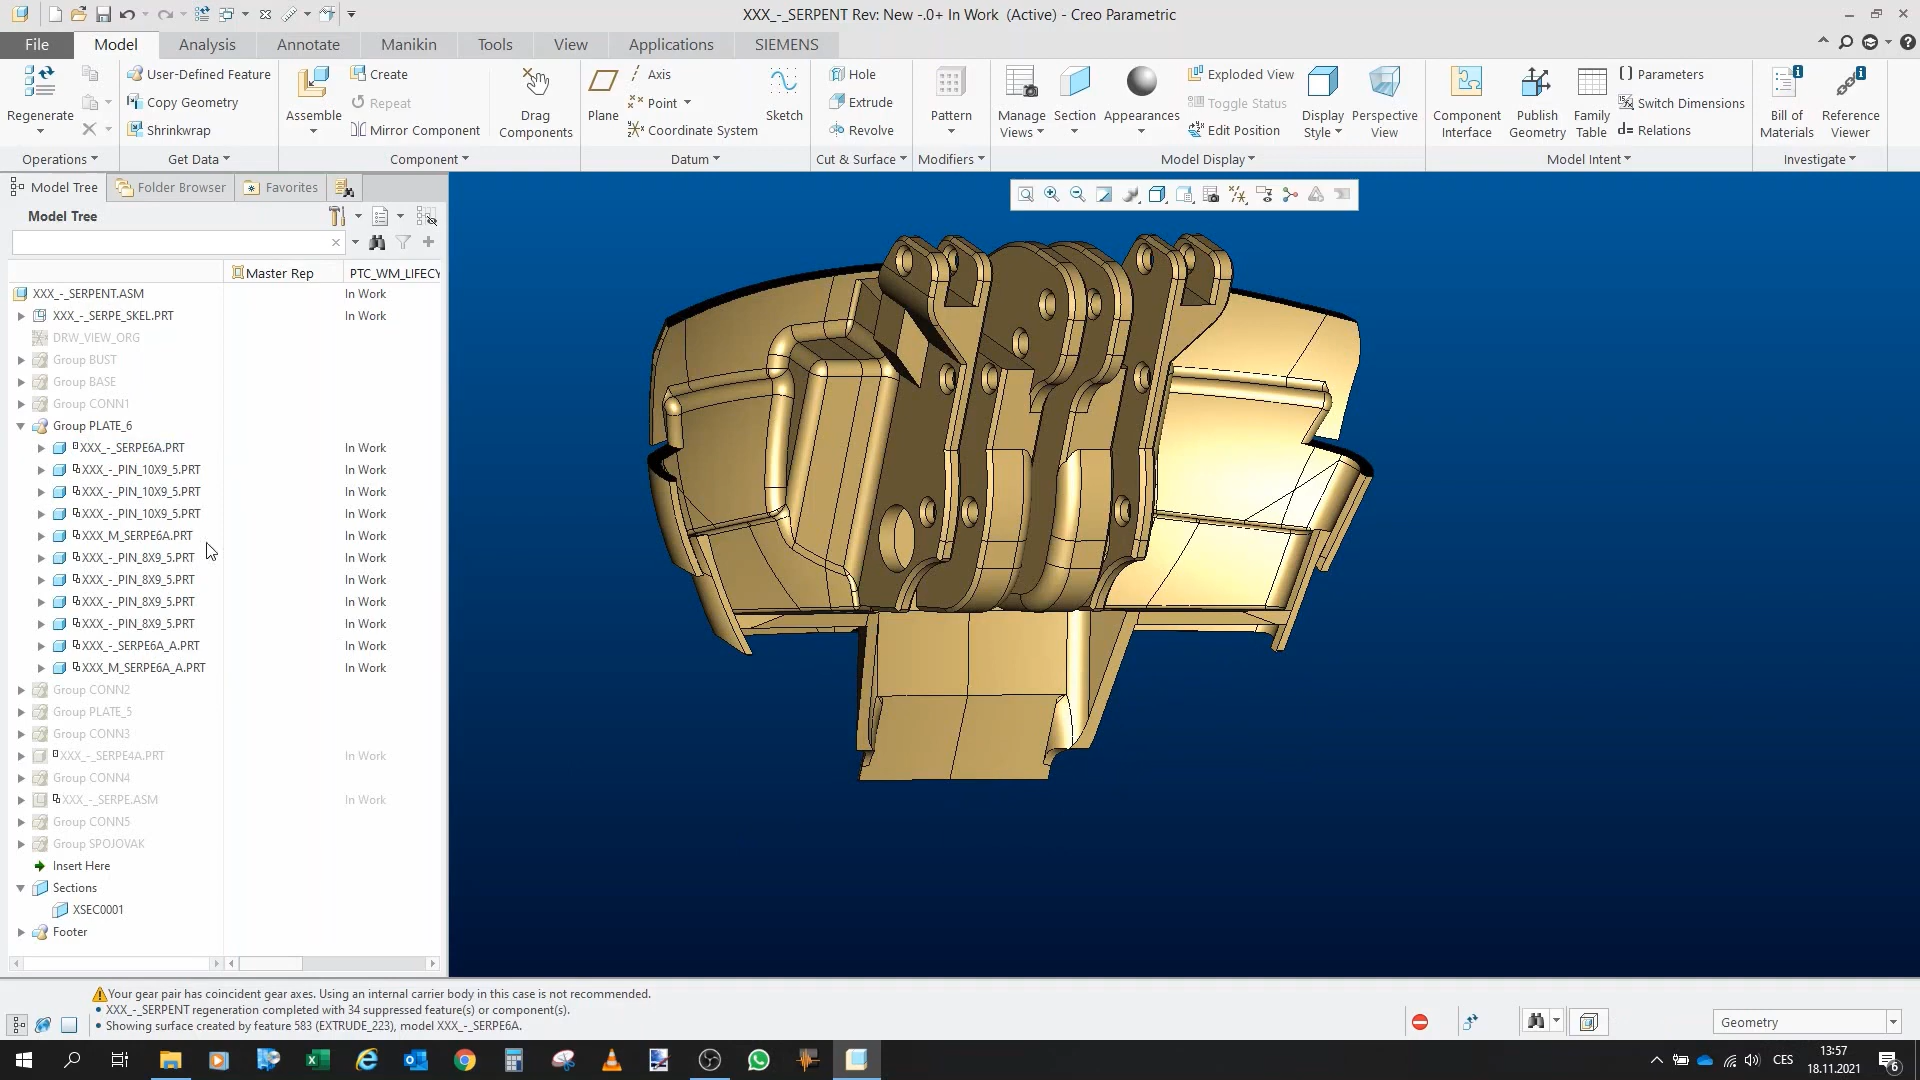 XXX_-_SERPENT Rev: New -.0+ In Work  (Active) - Creo Parametric
File Model Analysis Annotate Manikin Tools View Applications SIEMENS
Regenerate
User-Defined Feature
Copy Geometry
Shrinkwrap
Assemble
Create
Repeat
Mirror Component
Drag
Components
Plane
Axis
Point
Coordinate System
Sketch
Hole
Extrude
Revolve
Pattern
Manage
Views
Section
Appearances
Exploded View
Toggle Status
Edit Position
Display
Style
Perspective
View
Component
Interface
Publish
Geometry
Family
Table
Parameters
Switch Dimensions
Relations
Bill of
Materials
Reference
Viewer
Operations Get Data Component Datum Cut & Surface Modifiers Model Display Model Intent Investigate
Model Tree Folder Browser Favorites
Model Tree
Master Rep PTC_WM_LIFECY
XXX_-_SERPENT.ASM In Work
XXX_-_SERPE_SKEL.PRT In Work
DRW_VIEW_ORG
Group BUST
Group BASE
Group CONN1
Group PLATE_6
XXX_-_SERPE6A.PRT In Work
XXX_-_PIN_10X9_5.PRT In Work
XXX_-_PIN_10X9_5.PRT In Work
XXX_-_PIN_10X9_5.PRT In Work
XXX_M_SERPE6A.PRT In Work
XXX_-_PIN_8X9_5.PRT In Work
XXX_-_PIN_8X9_5.PRT In Work
XXX_-_PIN_8X9_5.PRT In Work
XXX_-_PIN_8X9_5.PRT In Work
XXX_-_SERPE6A_A.PRT In Work
XXX_M_SERPE6A_A.PRT In Work
Group CONN2
Group PLATE_5
Group CONN3
XXX_-_SERPE4A.PRT In Work
Group CONN4
XXX_-_SERPE.ASM In Work
Group CONN5
Group SPOJOVAK
Insert Here
Sections
XSEC0001
Footer
Your gear pair has coincident gear axes. Using an internal carrier body in this case is not recommended.
• XXX_-_SERPENT regeneration completed with 34 suppressed feature(s) or component(s).
• Showing surface created by feature 583 (EXTRUDE_223), model XXX_-_SERPE6A.
Geometry
CES
13:57
18.11.2021
6